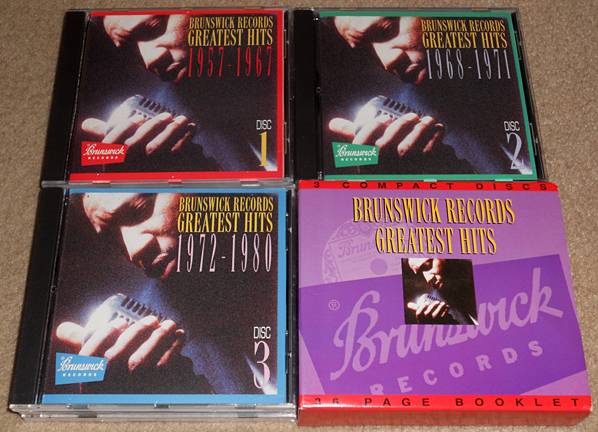 BRUNSWICK RECORDS
GREATEST HITS
1957-1967
DISC
1
Brunswick
RECORDS
BRUNSWICK RECORDS
GREATEST HITS
1968-1971
DISC
2
Brunswick
RECORDS
BRUNSWICK RECORDS
GREATEST HITS
1972-1980
DISC
3
Brunswick
RECORDS
3 COMPACT DISCS
BRUNSWICK RECORDS
GREATEST HITS
Brunswick
®
Brunswick
RECORDS
36 PAGE BOOKLET